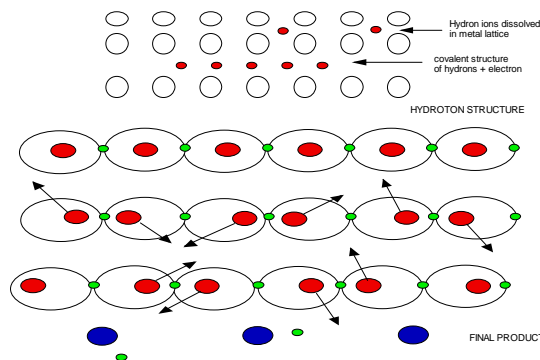 Hydron ions dissolved
in metal lattice
covalent structure
of hydrons + electron
HYDROTON STRUCTURE
FINAL PRODUCT